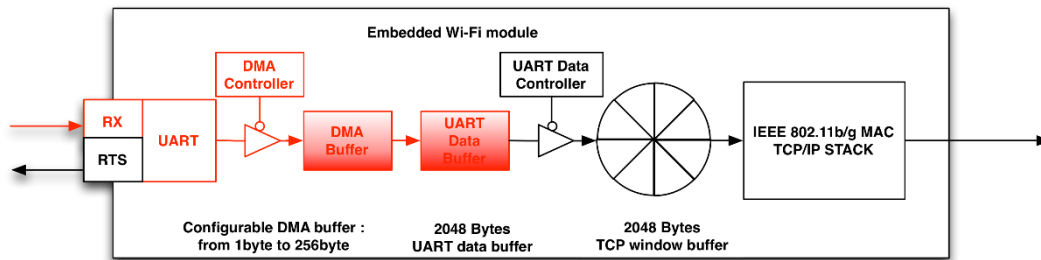 Embedded Wi-Fi module
DMA
Controller
UART Data
Controller
RX
RTS
UART
DMA
Buffer
UART
Data
Buffer
IEEE 802.11b/g MAC
TCP/IP STACK
Configurable DMA buffer :
from 1byte to 256byte
2048 Bytes
UART data buffer
2048 Bytes
TCP window buffer